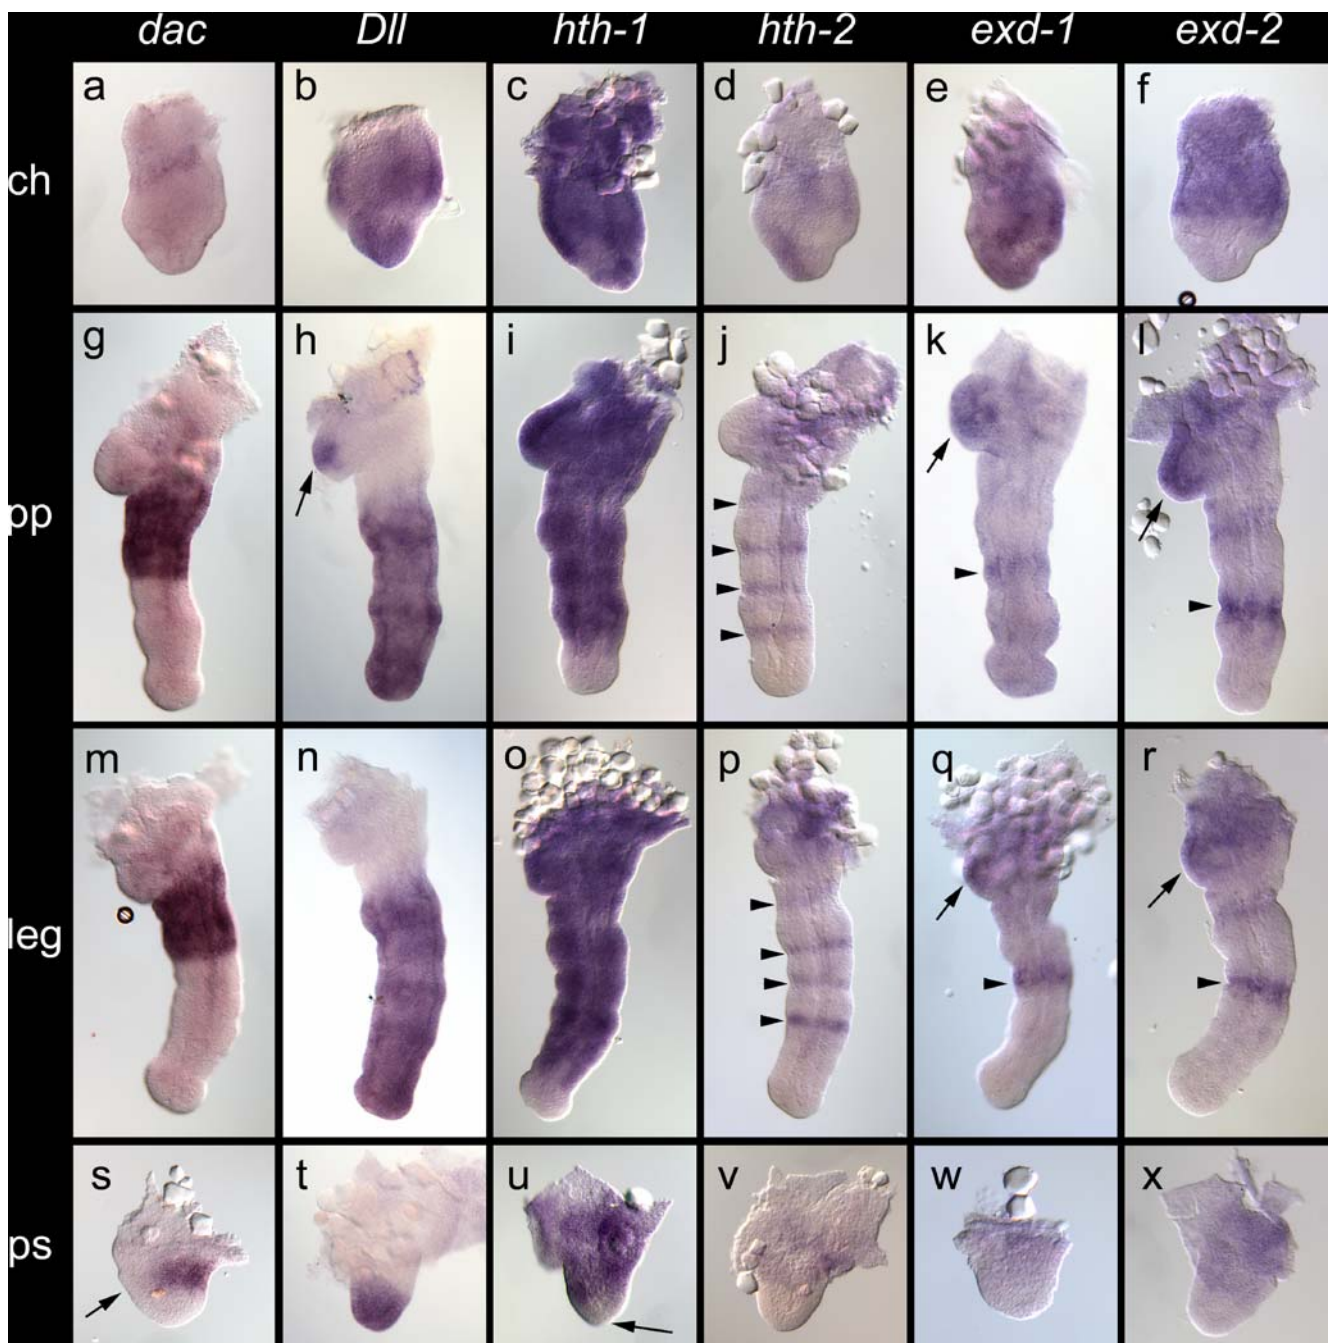 dac Dll hth-1 hth-2 exd-1 exd-2
a b c d e f
ch
g h i j k l
pp
m n o p q r
leg
s t u v w x
ps